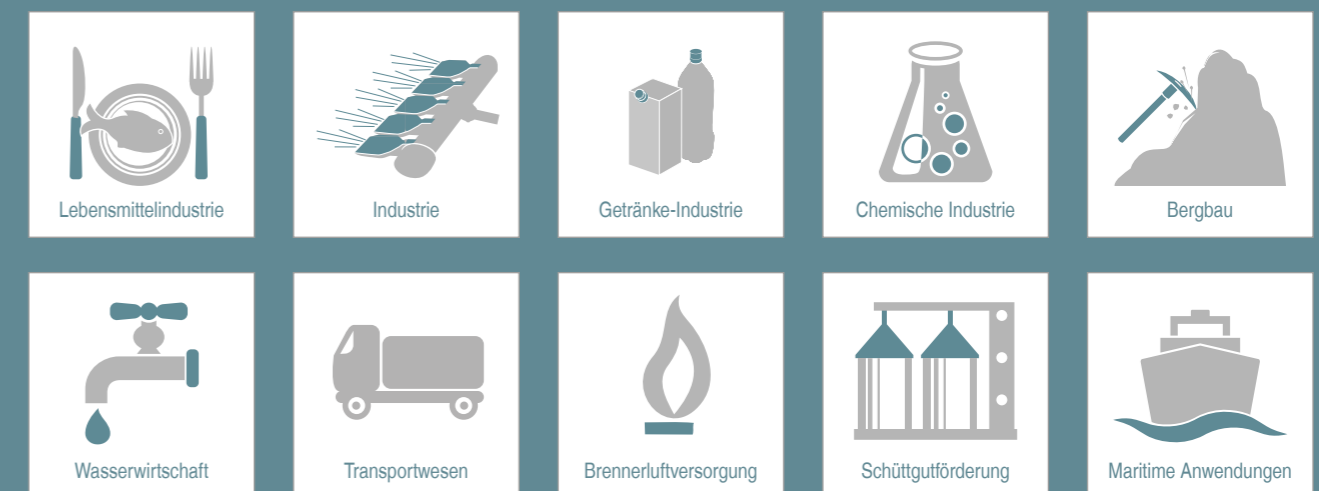 Lebensmittelindustrie
Industrie
Getränke-Industrie
Chemische Industrie
Bergbau
Wasserwirtschaft
Transportwesen
Brennerluftversorgung
Schüttgutförderung
Maritime Anwendungen